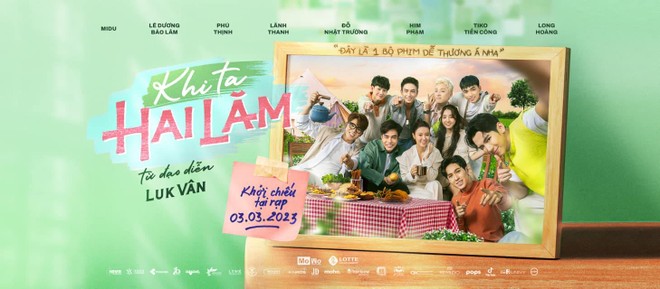 MIDU
LÊ DƯƠNG
BẢO LÂM
PHÚ
THỊNH
LÃNH
THANH
ĐỖ
NHẬT TRƯỜNG
KIM
PHẠM
TIKO
TIẾN CÔNG
LONG
HOÀNG
"ĐÂY LÀ 1 BỘ PHIM DỄ THƯƠNG Á NHA"
Khi ta
HAI LĂM
từ đạo diễn
LUK VÂN
Khởi chiếu
tại rạp
03.03.2023
LOTTE
pops